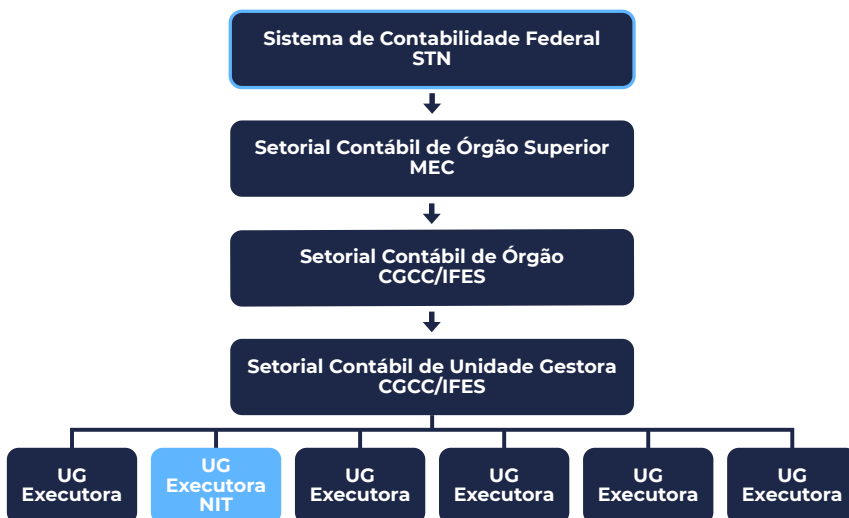 Sistema de Contabilidade Federal
STN
Setorial Contábil de Órgão Superior
MEC
Setorial Contábil de Órgão
CGCC/IFES
Setorial Contábil de Unidade Gestora
CGCC/IFES
UG
Executora
UG
Executora
NIT
UG
Executora
UG
Executora
UG
Executora
UG
Executora